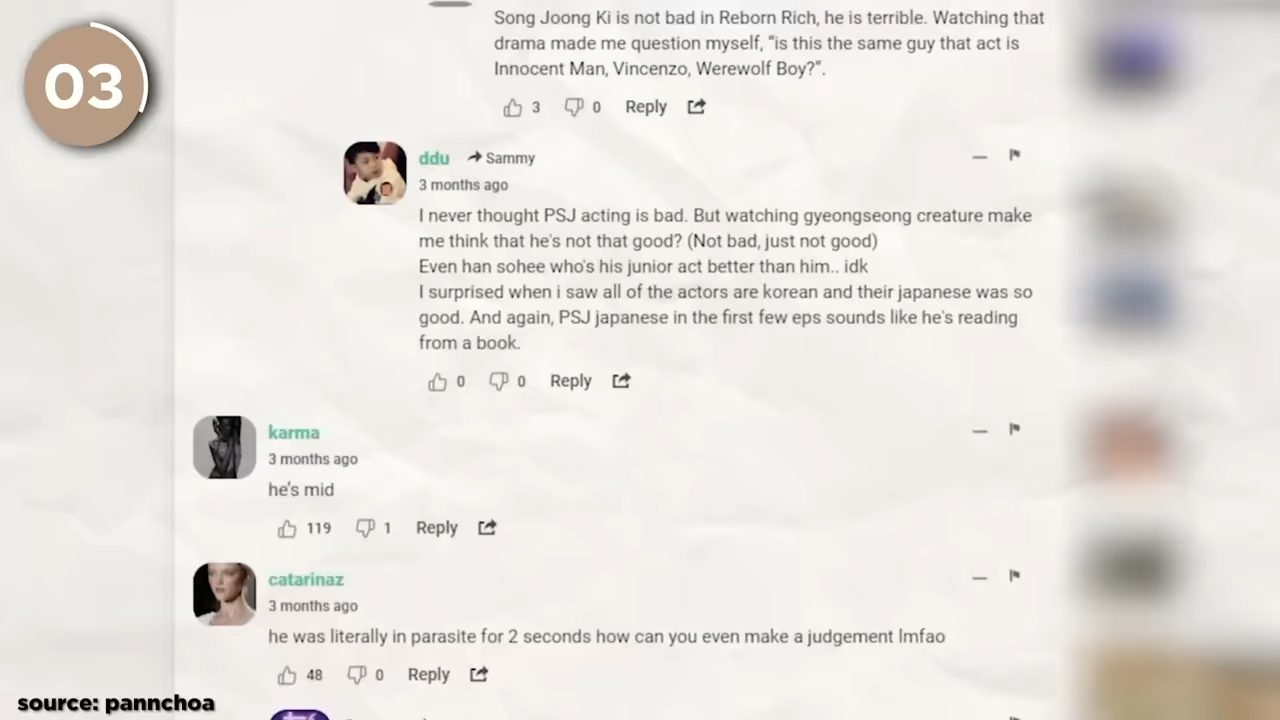 03
Song Joong Ki is not bad in Reborn Rich, he is terrible. Watching that
drama made me question myself, “is this the same guy that act is
Innocent Man, Vincenzo, Werewolf Boy?”.
3 0 Reply
ddu Sammy
3 months ago
I never thought PSJ acting is bad. But watching gyeongseong creature make
me think that he's not that good? (Not bad, just not good)
Even han sohee who's his junior act better than him.. idk
I surprised when i saw all of the actors are korean and their japanese was so
good. And again, PSJ japanese in the first few eps sounds like he's reading
from a book.
0 0 Reply
karma
3 months ago
he's mid
119 1 Reply
catarinaz
3 months ago
he was literally in parasite for 2 seconds how can you even make a judgement lmfao
48 0 Reply
source: pannchoa